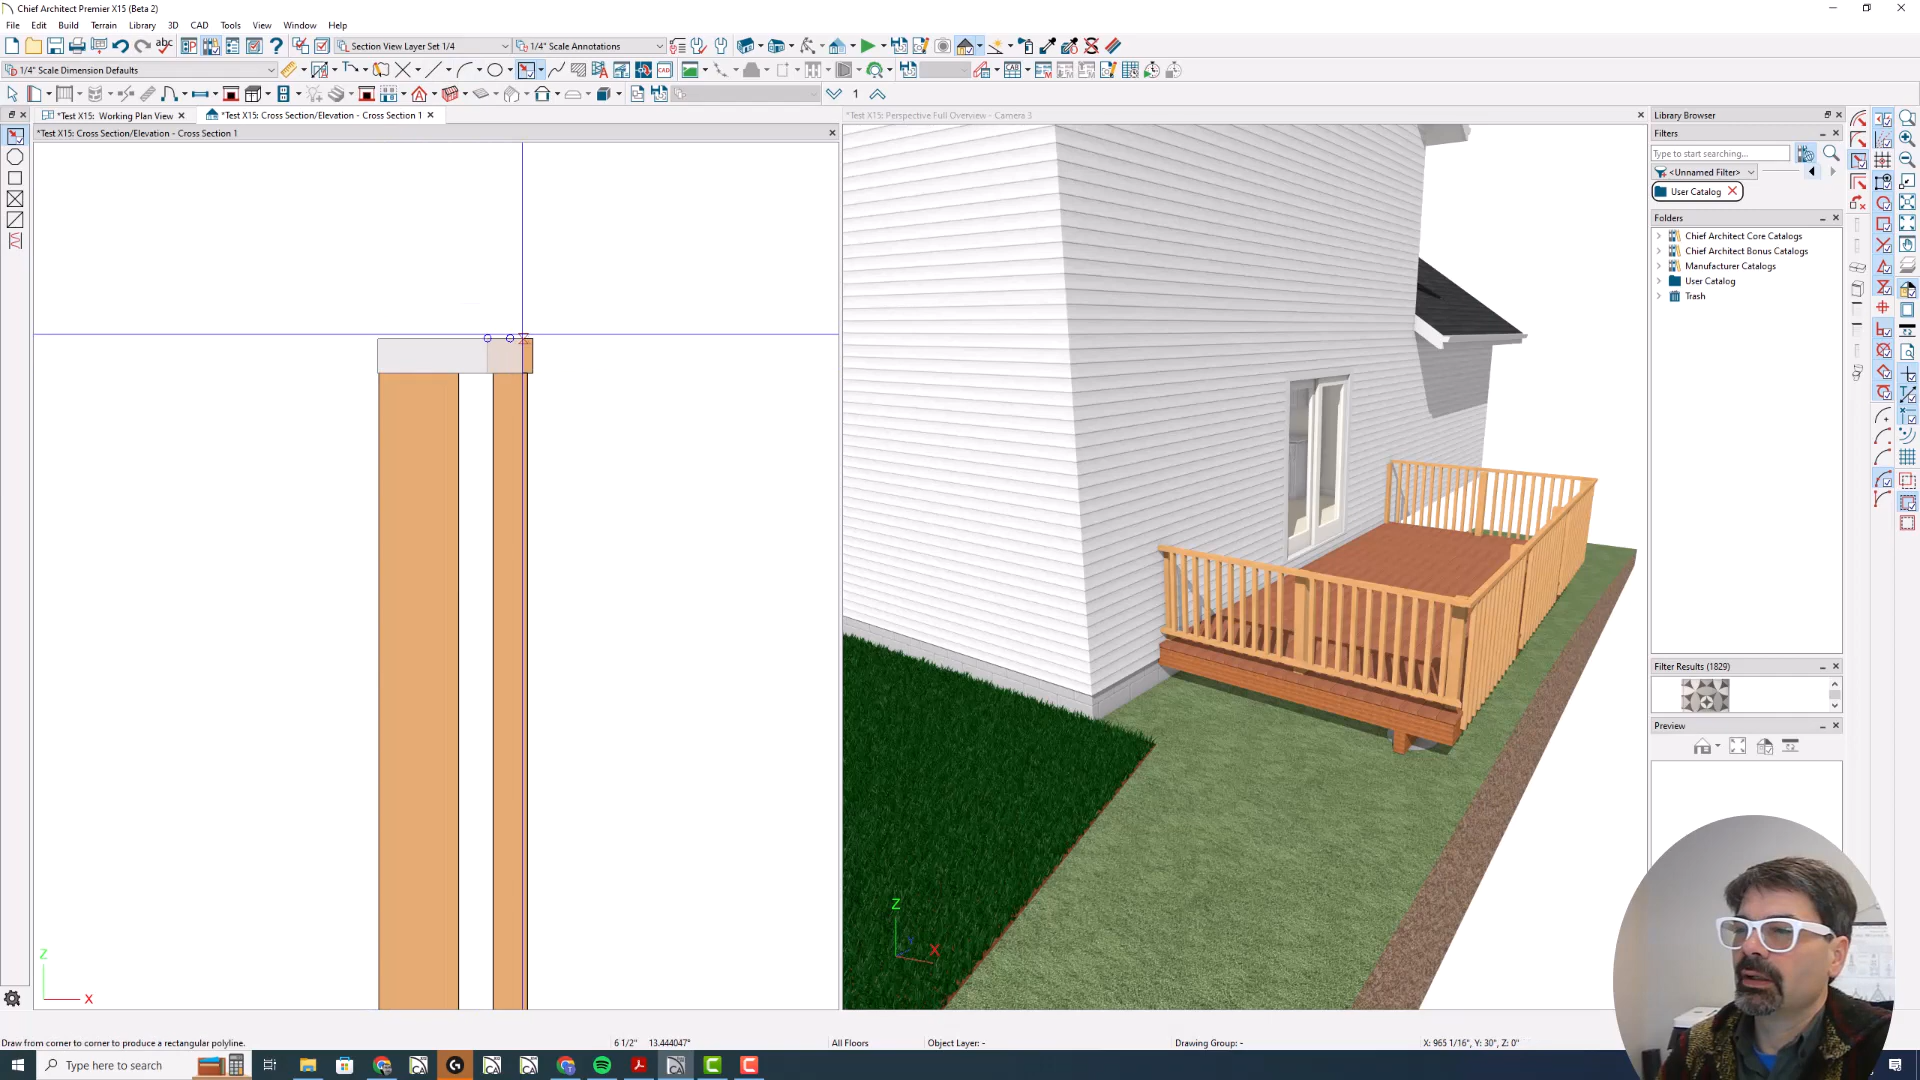 Chief Architect Premier X15 (Beta 2)
File Edit Build Terrain Library 3D CAD Tools View Window Help
Section View Layer Set 1/4
1/4" Scale Annotations
1/4" Scale Dimension Defaults
1
*Test X15: Working Plan View
*Test X15: Cross Section/Elevation - Cross Section 1
*Test X15: Perspective Full Overview - Camera 3
*Test X15: Cross Section/Elevation - Cross Section 1
Library Browser
Filters
Type to start searching...
<Unnamed Filter>
User Catalog
Folders
Chief Architect Core Catalogs
Chief Architect Bonus Catalogs
Manufacturer Catalogs
User Catalog
Trash
Filter Results (1829)
Preview
Z
X
Z
X
Draw from corner to corner to produce a rectangular polyline.
6 1/2" 13.444047°
All Floors
Object Layer: -
Drawing Group: -
X: 965 1/16", Y: 30", Z: 0"
Type here to search